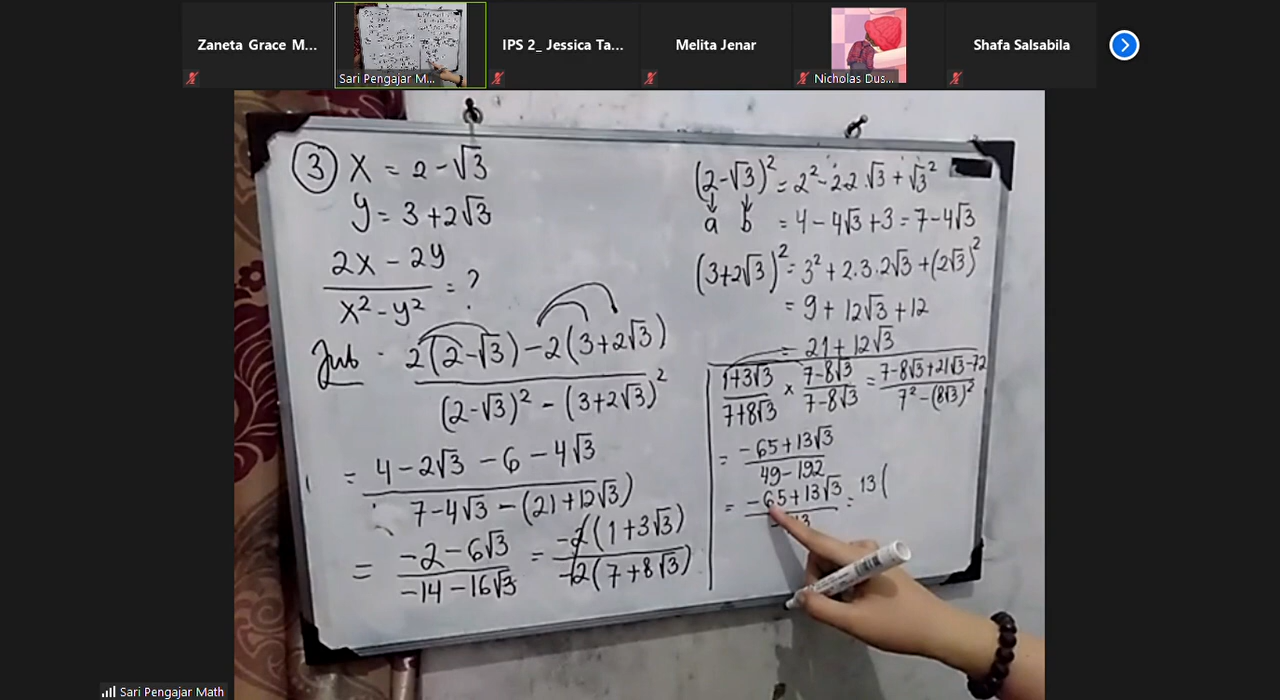 Zaneta Grace M...
Sari Pengajar M...
IPS 2_ Jessica Ta...
Melita Jenar
Nicholas Dus...
Shafa Salsabila
③ x = 2 - √3
y = 3 + 2√3
(2x - 2y)/(x² - y²) = ?
Jwb : (2(2-√3) - 2(3+2√3))/((2-√3)² - (3+2√3)²)
= (4 - 2√3 - 6 - 4√3)/(7 - 4√3 - (21 + 12√3))
= (-2 - 6√3)/(-14 - 16√3) = (-2(1+3√3))/(-2(7+8√3))
(2-√3)² = 2² - 2.2.√3 + √3²
a b = 4 - 4√3 + 3 = 7 - 4√3
(3+2√3)² = 3² + 2.3.2√3 + (2√3)²
= 9 + 12√3 + 12
= 21 + 12√3
(1+3√3)/(7+8√3) × (7-8√3)/(7-8√3) = (7-8√3+21√3-72)/(7² - (8√3)²)
= (-65+13√3)/(49-192)
= -65+13√3 = 13(
Sari Pengajar Math